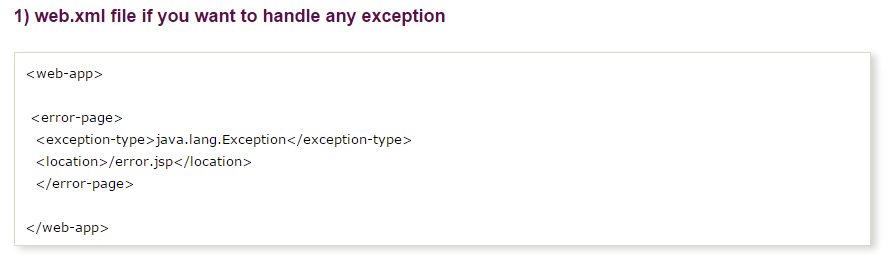 1) web.xml file if you want to handle any exception
<web-app>
<error-page>
<exception-type>java.lang.Exception</exception-type>
<location>/error.jsp</location>
</error-page>
</web-app>